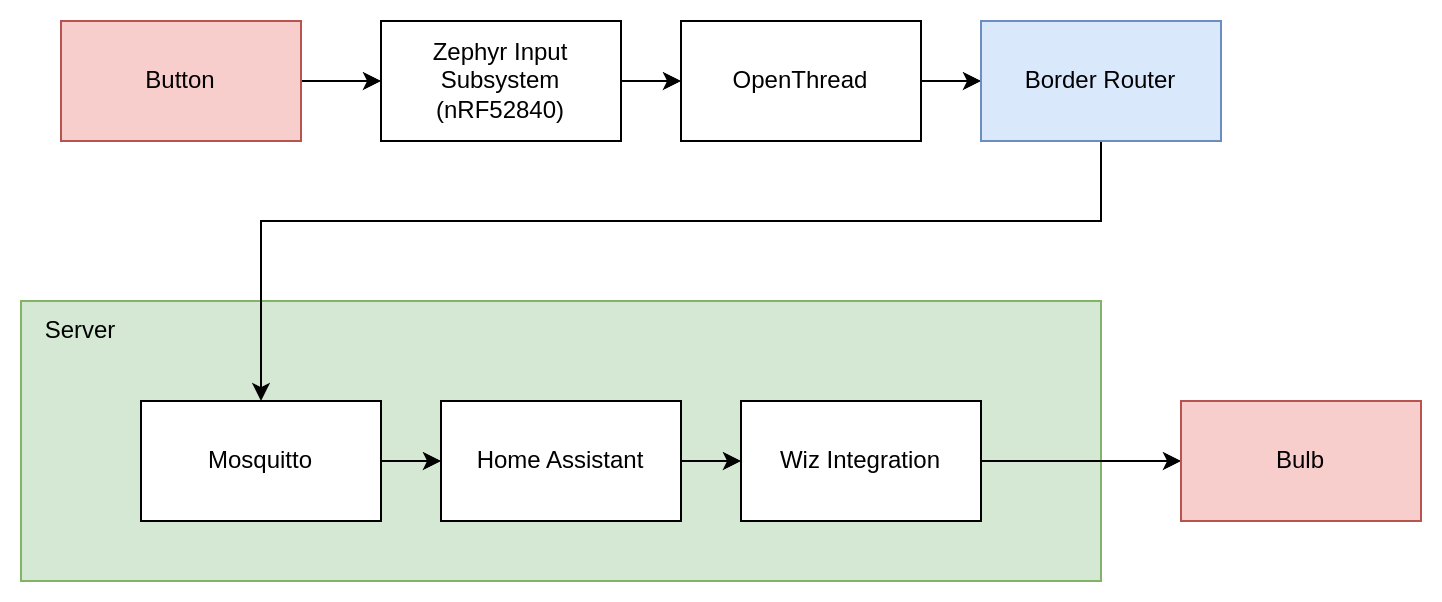 Button
Zephyr Input
Subsystem
(nRF52840)
OpenThread
Border Router
Server
Mosquitto
Home Assistant
Wiz Integration
Bulb